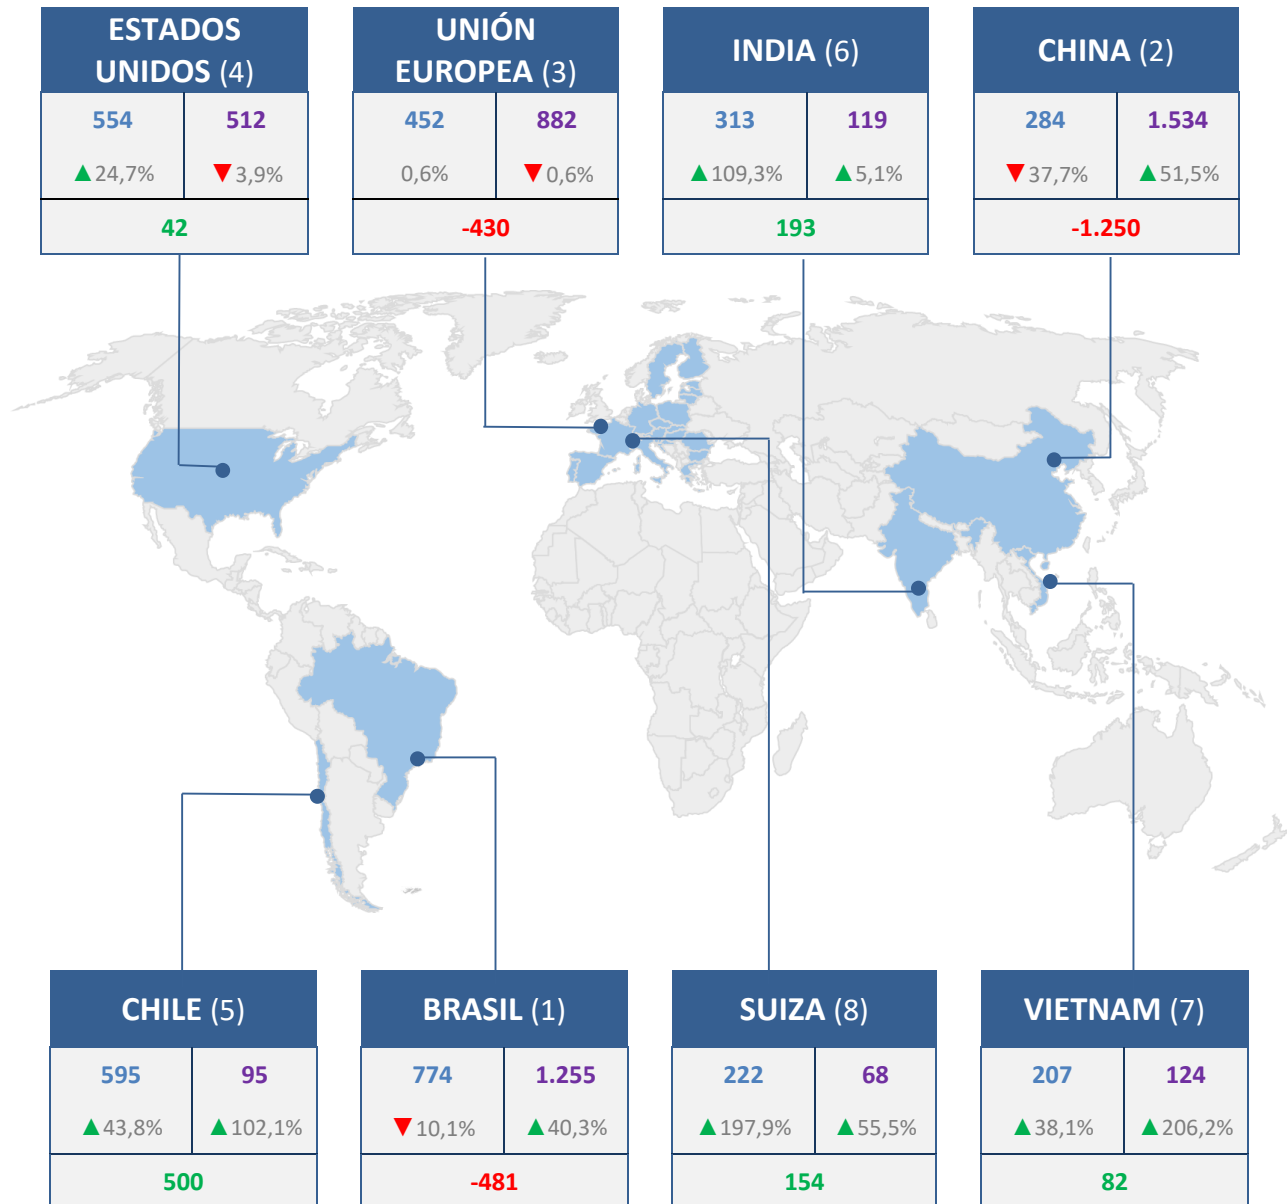 ESTADOS
UNIDOS (4)
554 512
▲24,7% ▼3,9%
42
UNIÓN
EUROPEA (3)
452 882
0,6% ▼0,6%
-430
INDIA (6)
313 119
▲109,3% ▲5,1%
193
CHINA (2)
284 1.534
▼37,7% ▲51,5%
-1.250
CHILE (5)
595 95
▲43,8% ▲102,1%
500
BRASIL (1)
774 1.255
▼10,1% ▲40,3%
-481
SUIZA (8)
222 68
▲197,9% ▲55,5%
154
VIETNAM (7)
207 124
▲38,1% ▲206,2%
82